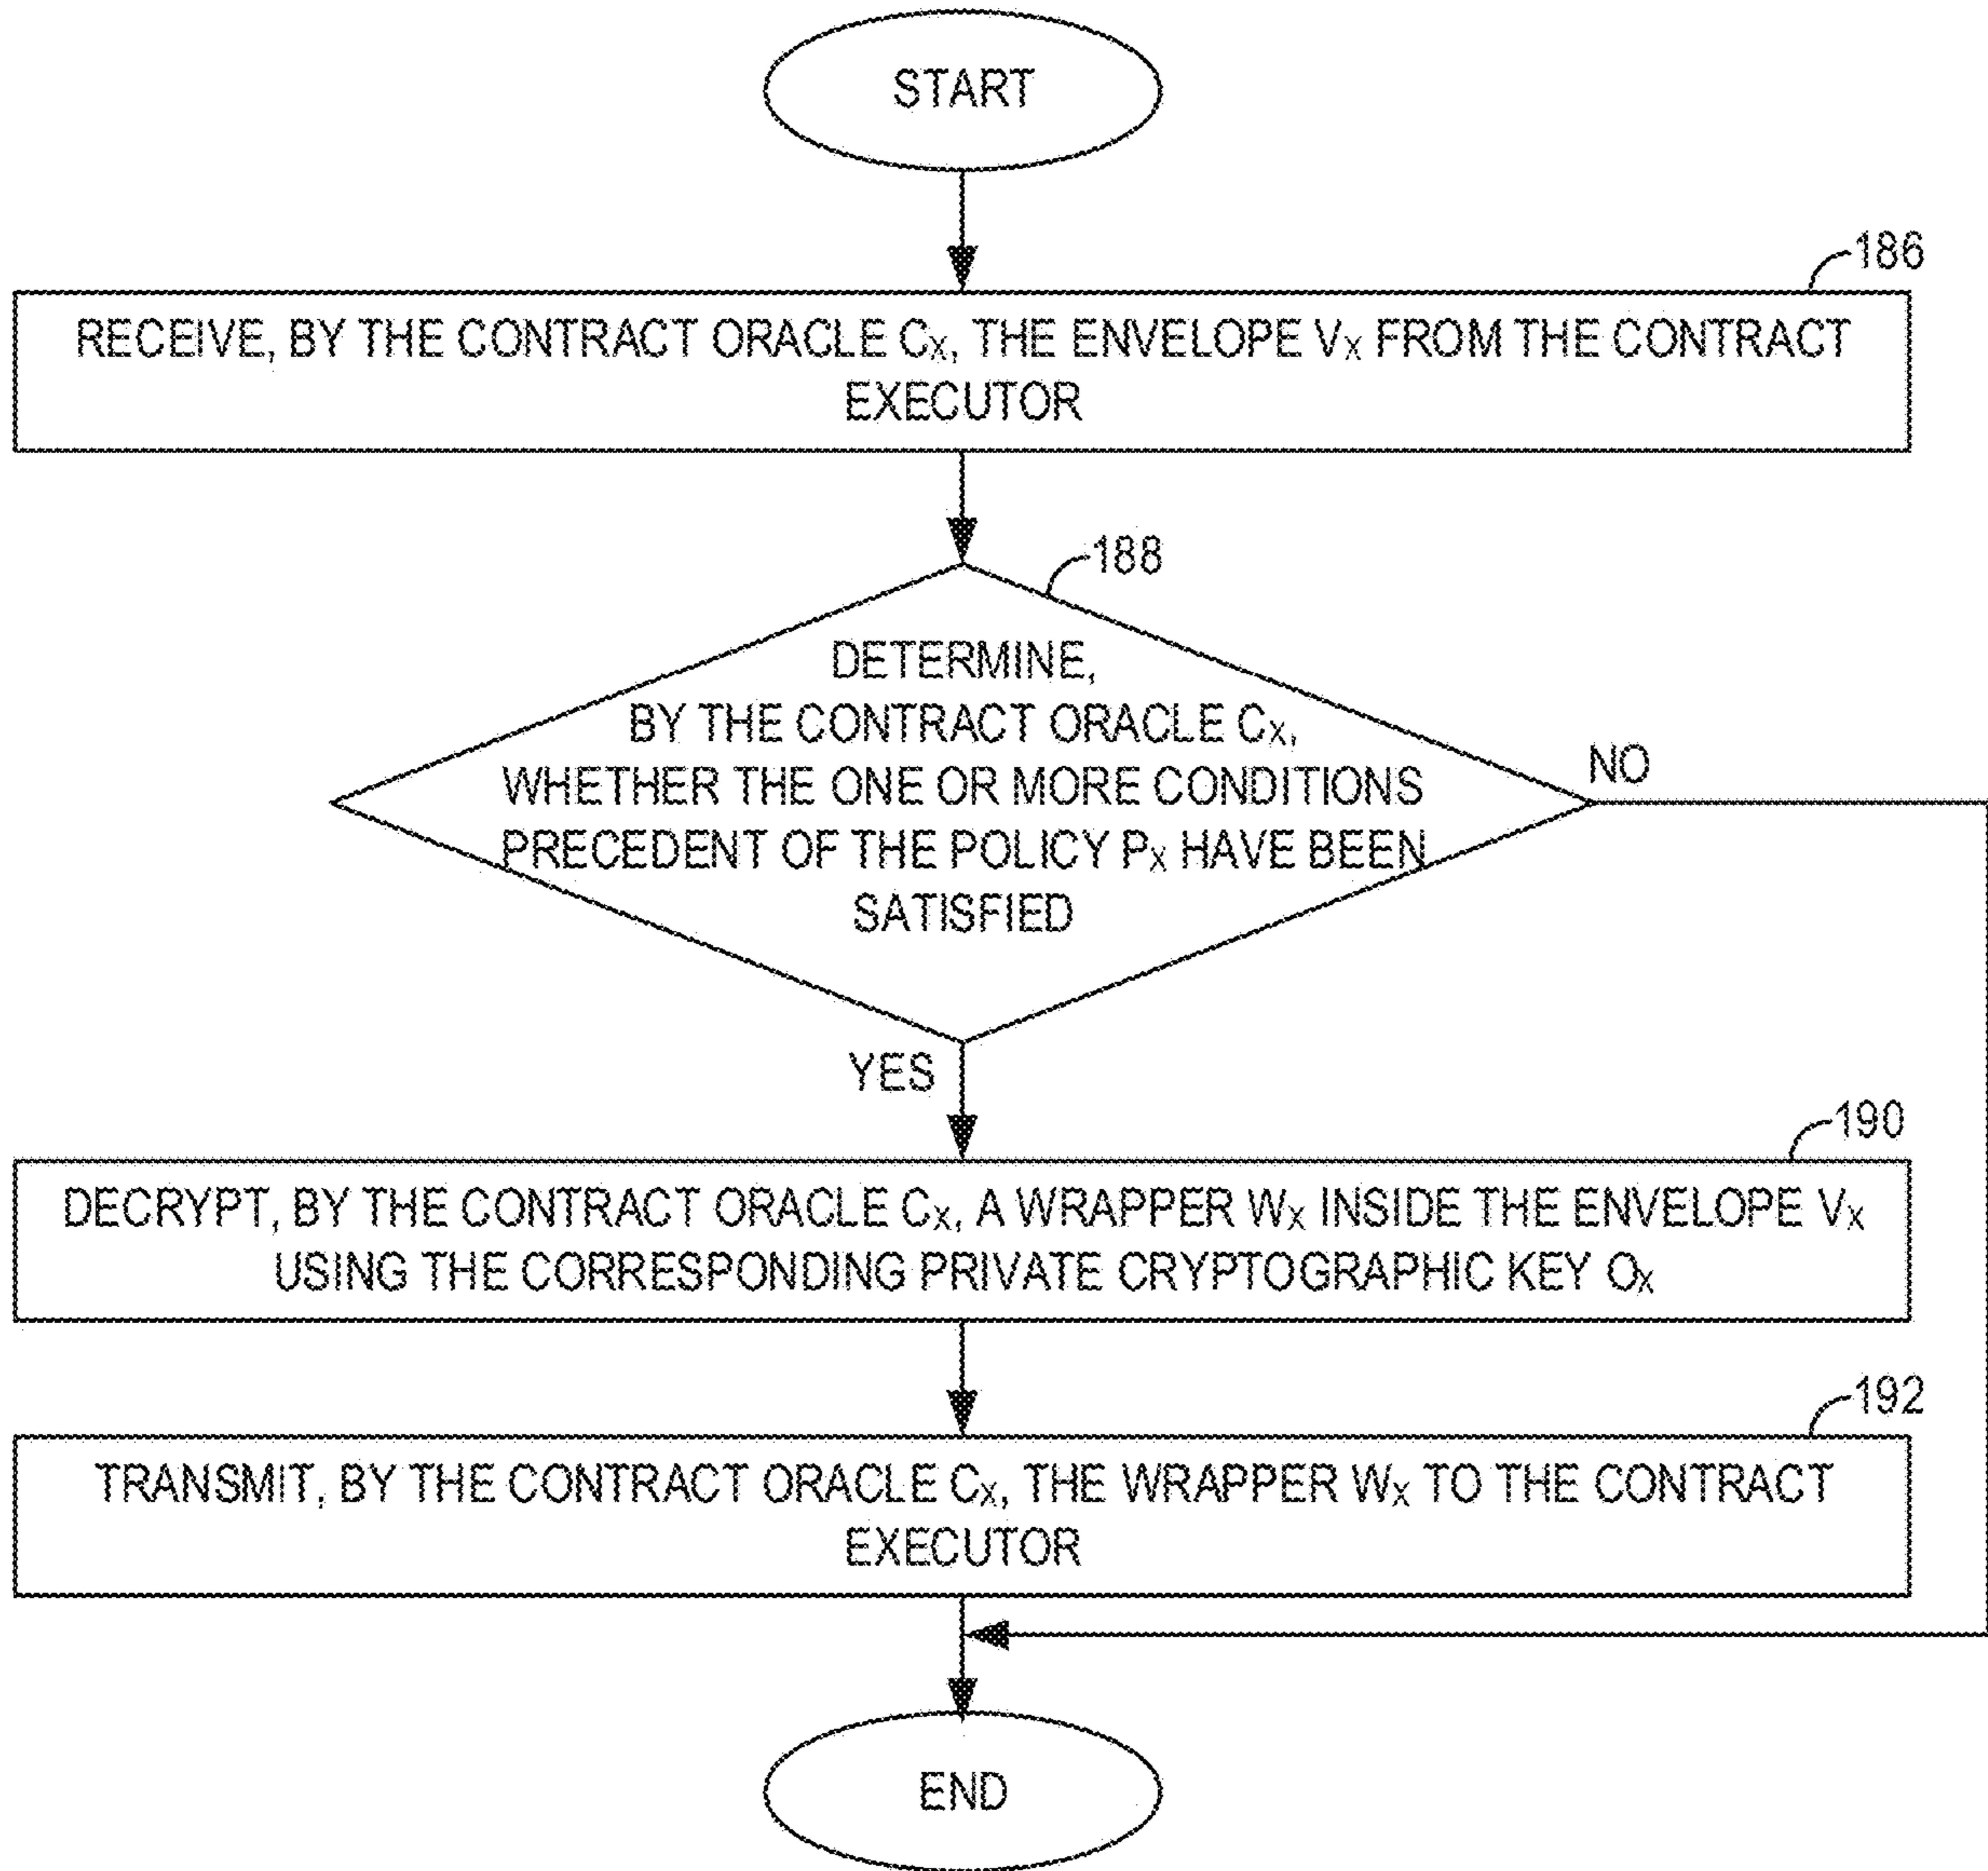 START
186
RECEIVE, BY THE CONTRACT ORACLE Cₓ, THE ENVELOPE Vₓ FROM THE CONTRACT
EXECUTOR
188
DETERMINE,
BY THE CONTRACT ORACLE Cₓ,
WHETHER THE ONE OR MORE CONDITIONS
PRECEDENT OF THE POLICY Pₓ HAVE BEEN
SATISFIED
NO
YES
190
DECRYPT, BY THE CONTRACT ORACLE Cₓ, A WRAPPER Wₓ INSIDE THE ENVELOPE Vₓ
USING THE CORRESPONDING PRIVATE CRYPTOGRAPHIC KEY Oₓ
192
TRANSMIT, BY THE CONTRACT ORACLE Cₓ, THE WRAPPER Wₓ TO THE CONTRACT
EXECUTOR
END